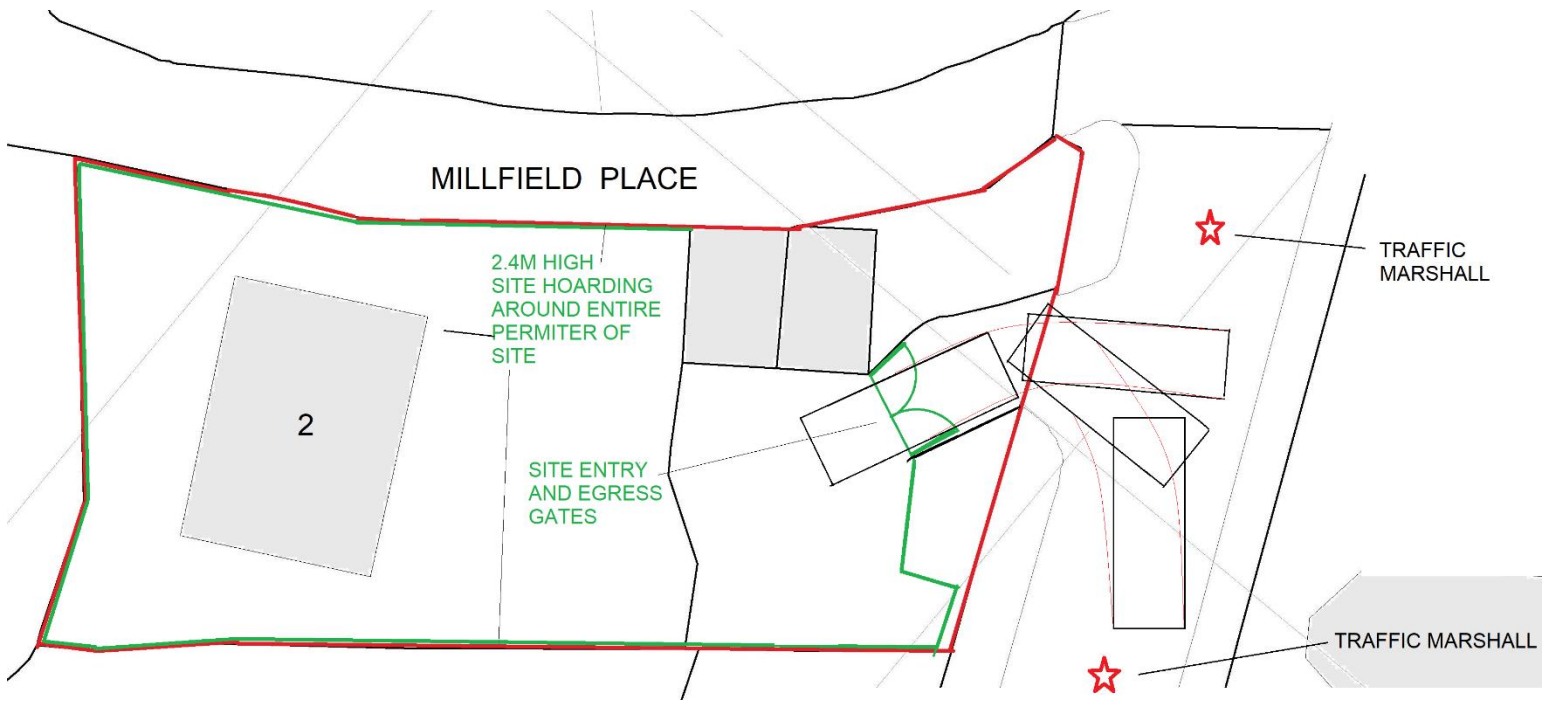 MILLFIELD PLACE
2.4M HIGH
SITE HOARDING
AROUND ENTIRE
PERMITER OF
SITE
TRAFFIC
MARSHALL
2
SITE ENTRY
AND EGRESS
GATES
TRAFFIC MARSHALL